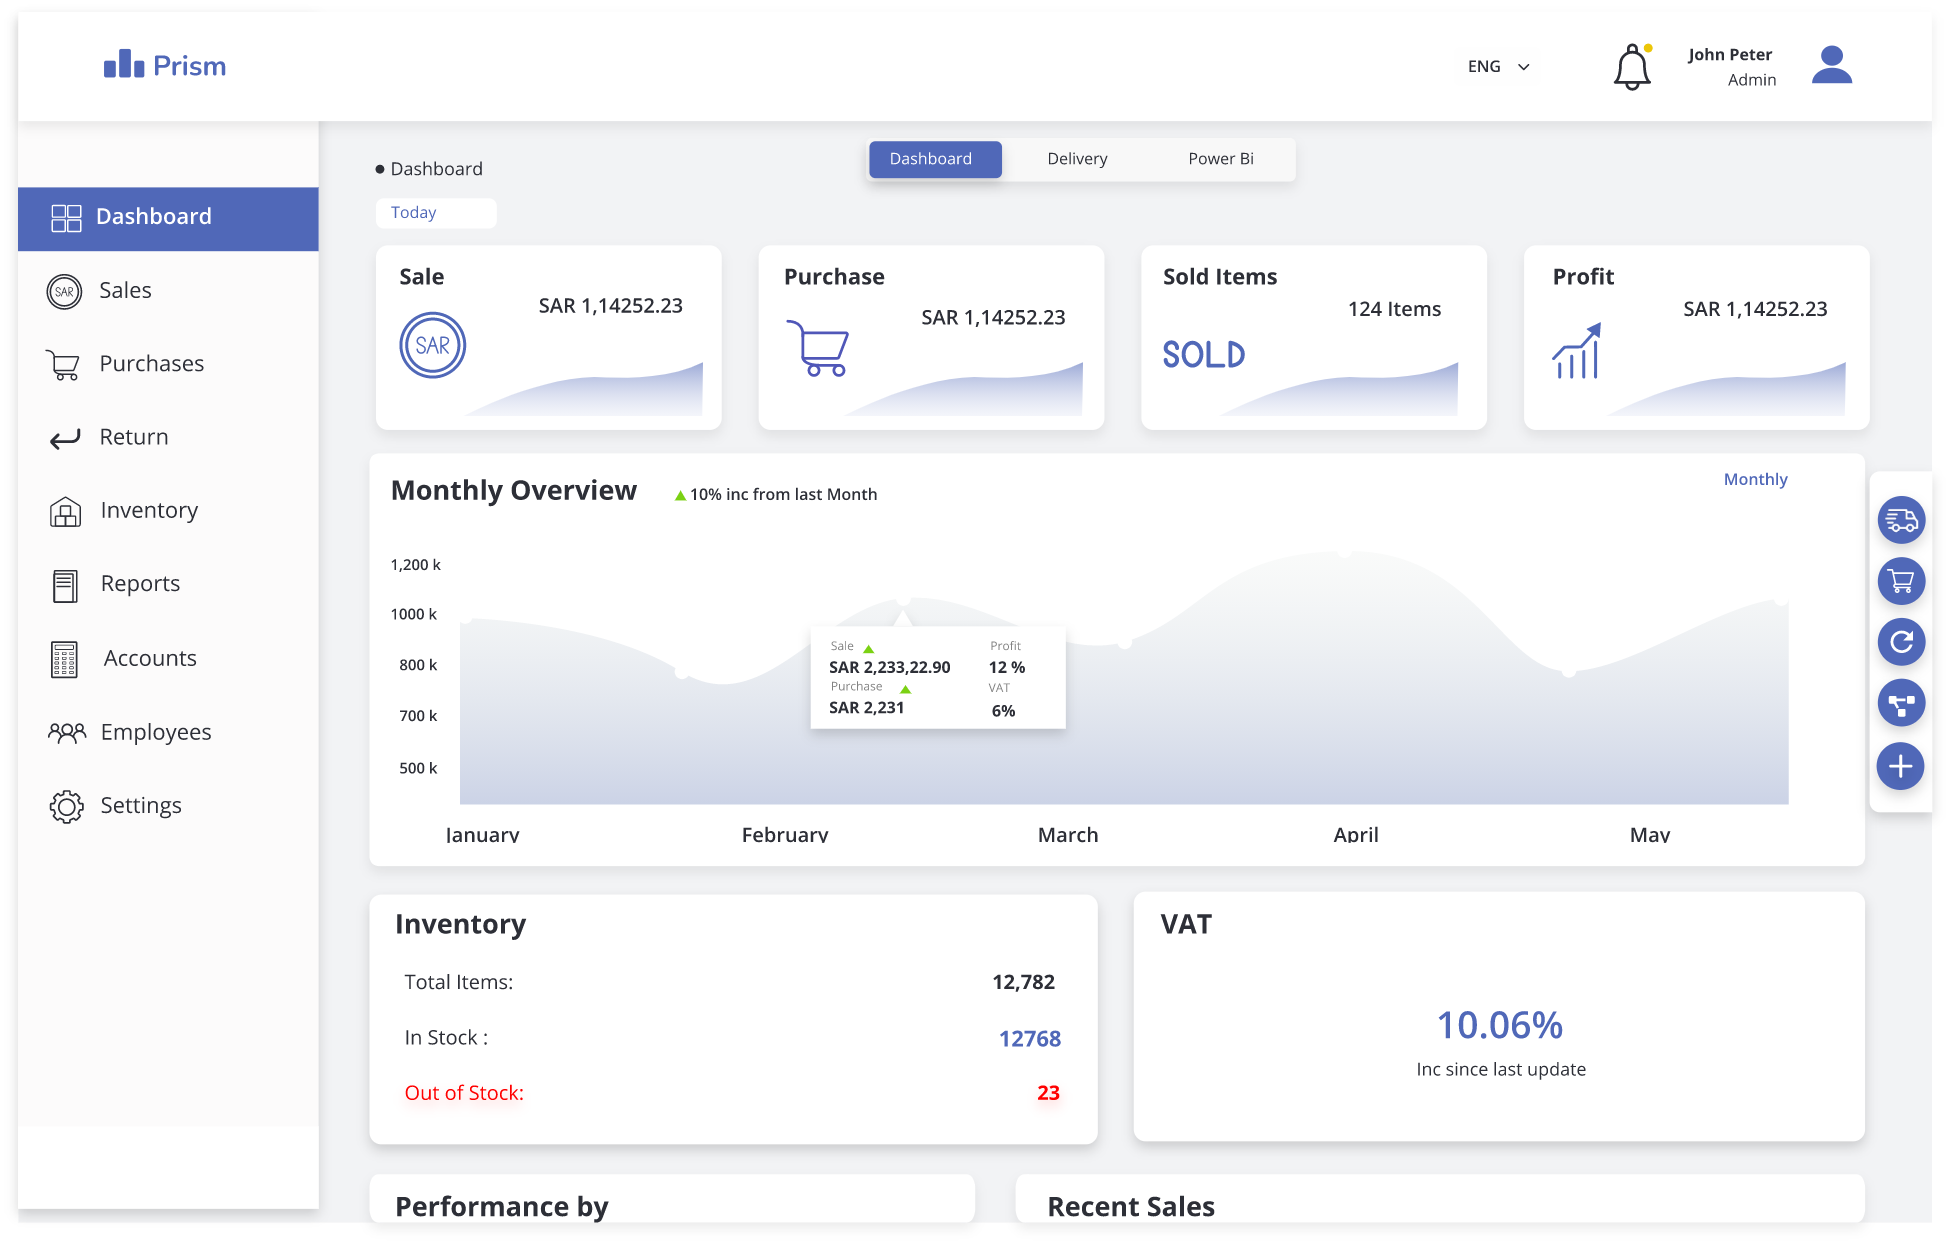 Prism
ENG
John Peter
Admin
Dashboard
Sales
Purchases
Return
Inventory
Reports
Accounts
Employees
Settings
Dashboard
Dashboard
Delivery
Power Bi
Today
Sale
SAR 1,14252.23
SAR
Purchase
SAR 1,14252.23
Sold Items
124 Items
SOLD
Profit
SAR 1,14252.23
Monthly Overview
10% inc from last Month
Monthly
1,200 k
1000 k
800 k
700 k
500 k
Sale
Profit
SAR 2,233,22.90
12 %
Purchase
VAT
SAR 2,231
6%
January
February
March
April
May
Inventory
Total Items:
12,782
In Stock :
12768
Out of Stock:
23
VAT
10.06%
Inc since last update
Performance by
Recent Sales
SAR